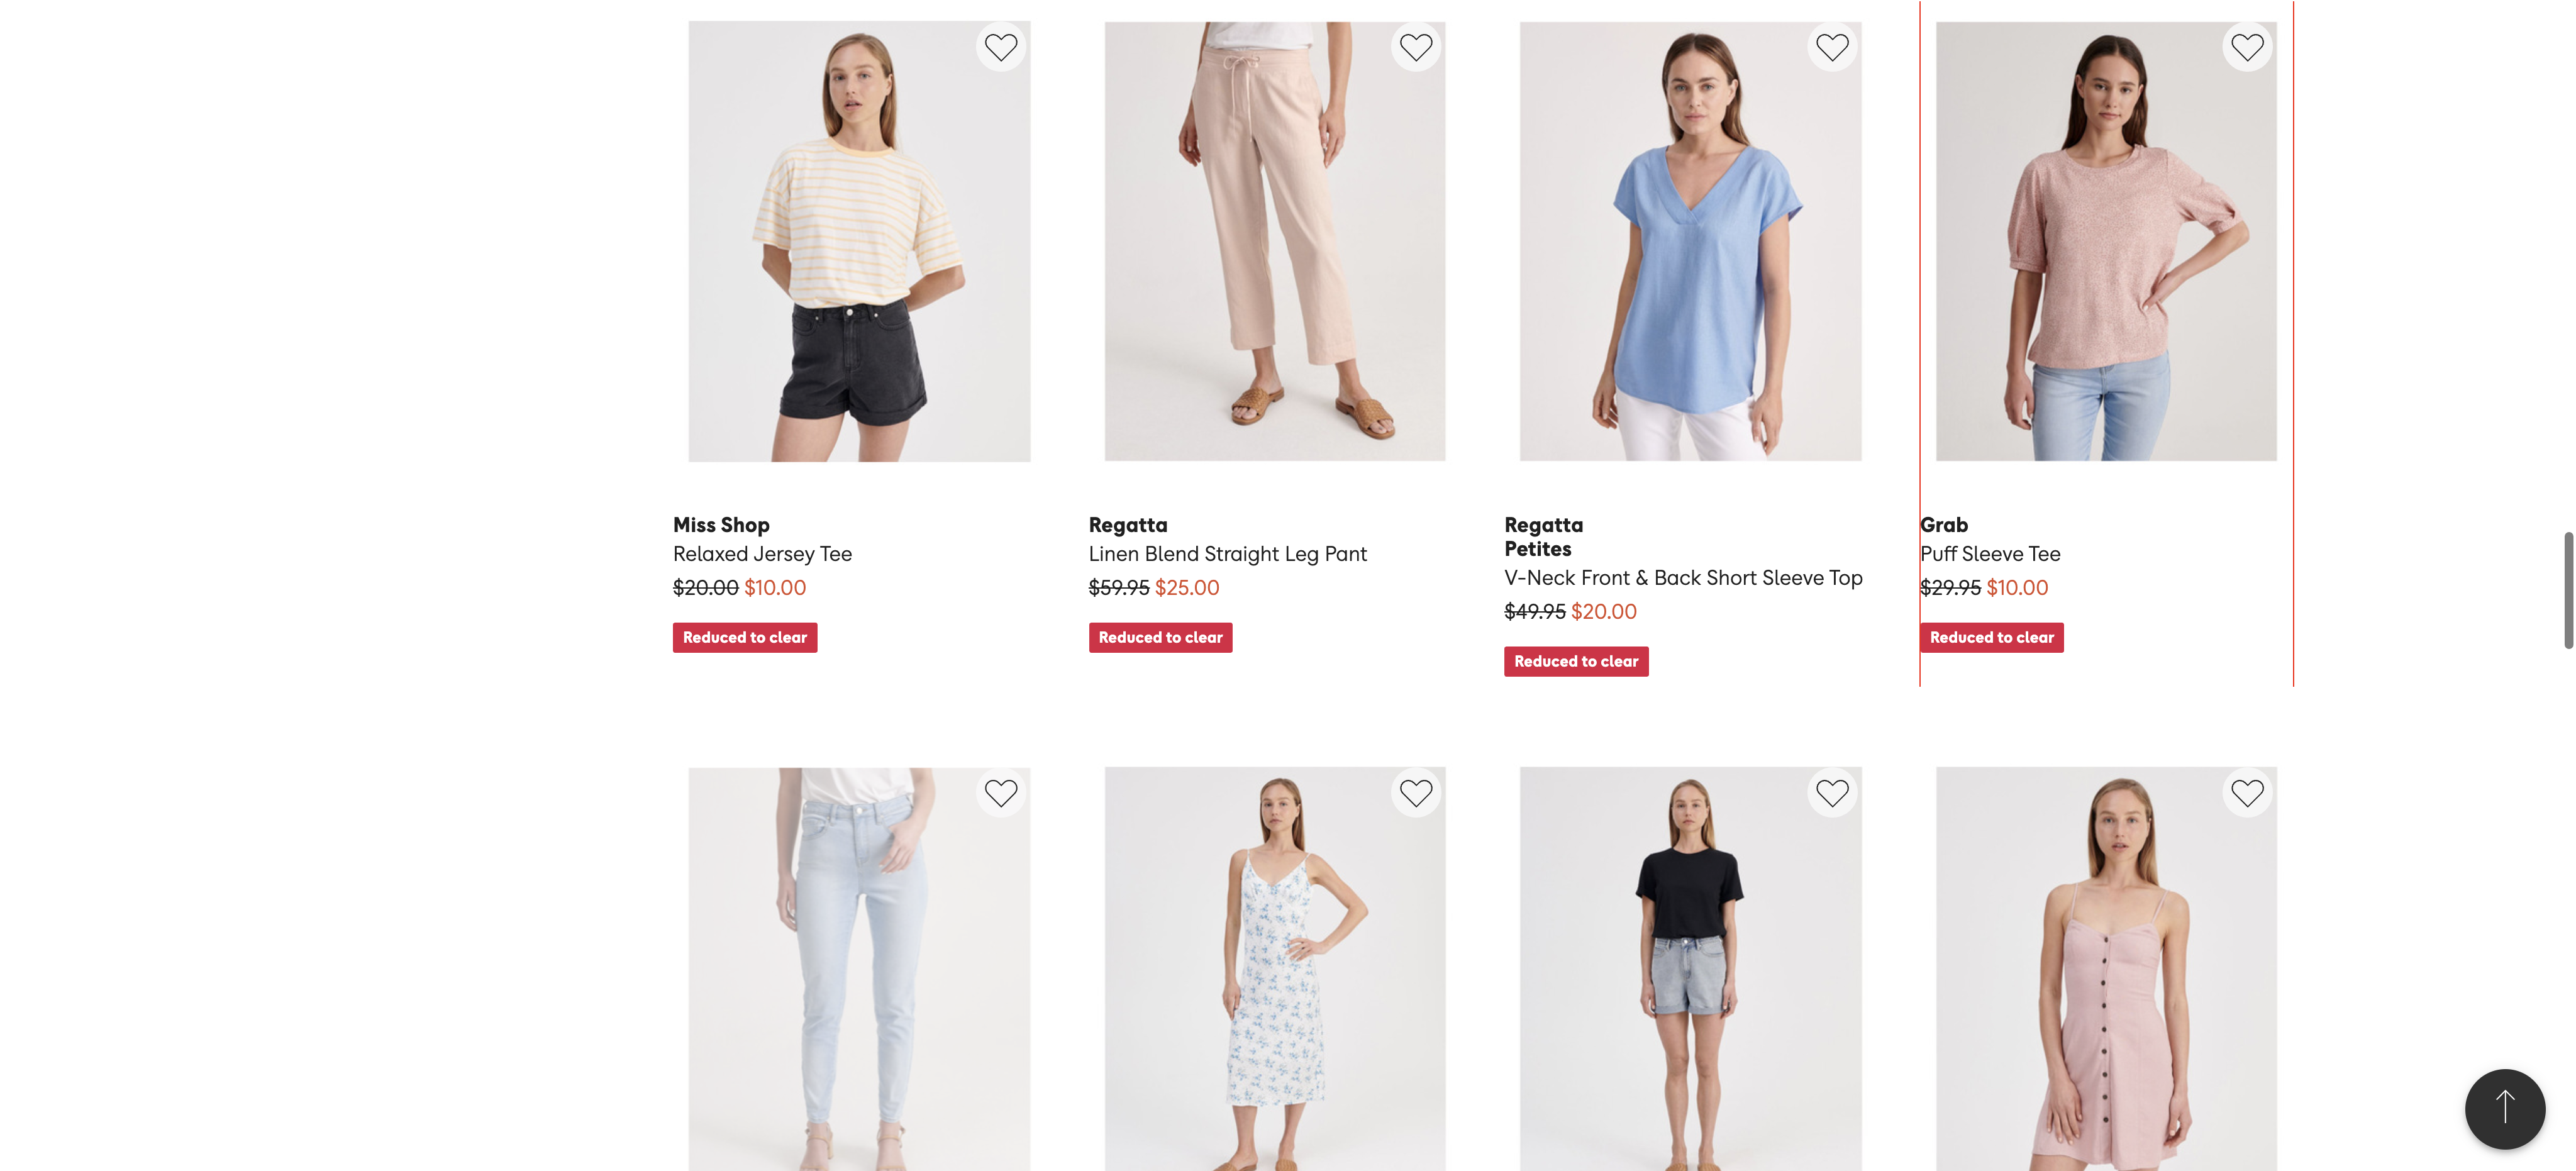 Miss Shop
Relaxed Jersey Tee
$20.00 $10.00
Reduced to clear
Regatta
Linen Blend Straight Leg Pant
$59.95 $25.00
Reduced to clear
Regatta
Petites
V-Neck Front & Back Short Sleeve Top
$49.95 $20.00
Reduced to clear
Grab
Puff Sleeve Tee
$29.95 $10.00
Reduced to clear